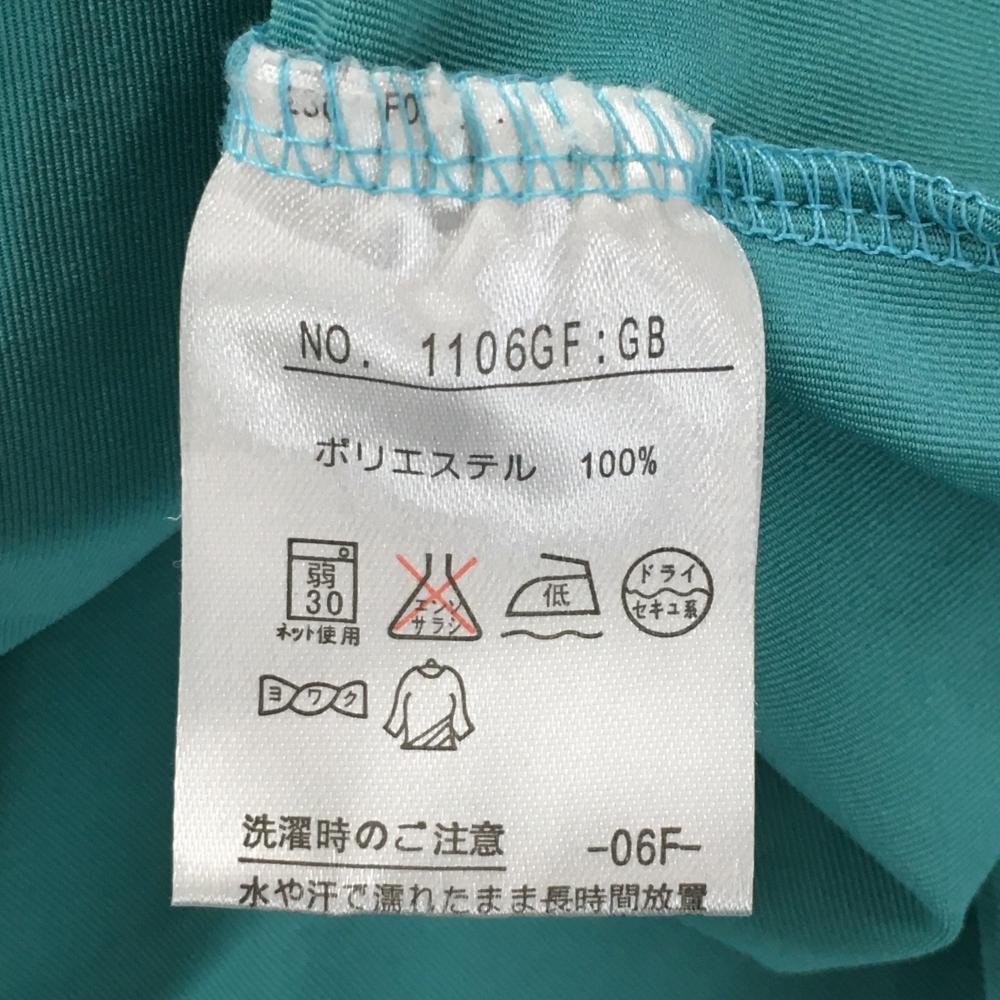 NO. 1106GF:GB
ポリエステル 100%
弱
30
ネット使用
エンソ
サラシ
低
ドライ
セキユ系
ヨワク
洗濯時のご注意 -06F-
水や汗で濡れたまま長時間放置